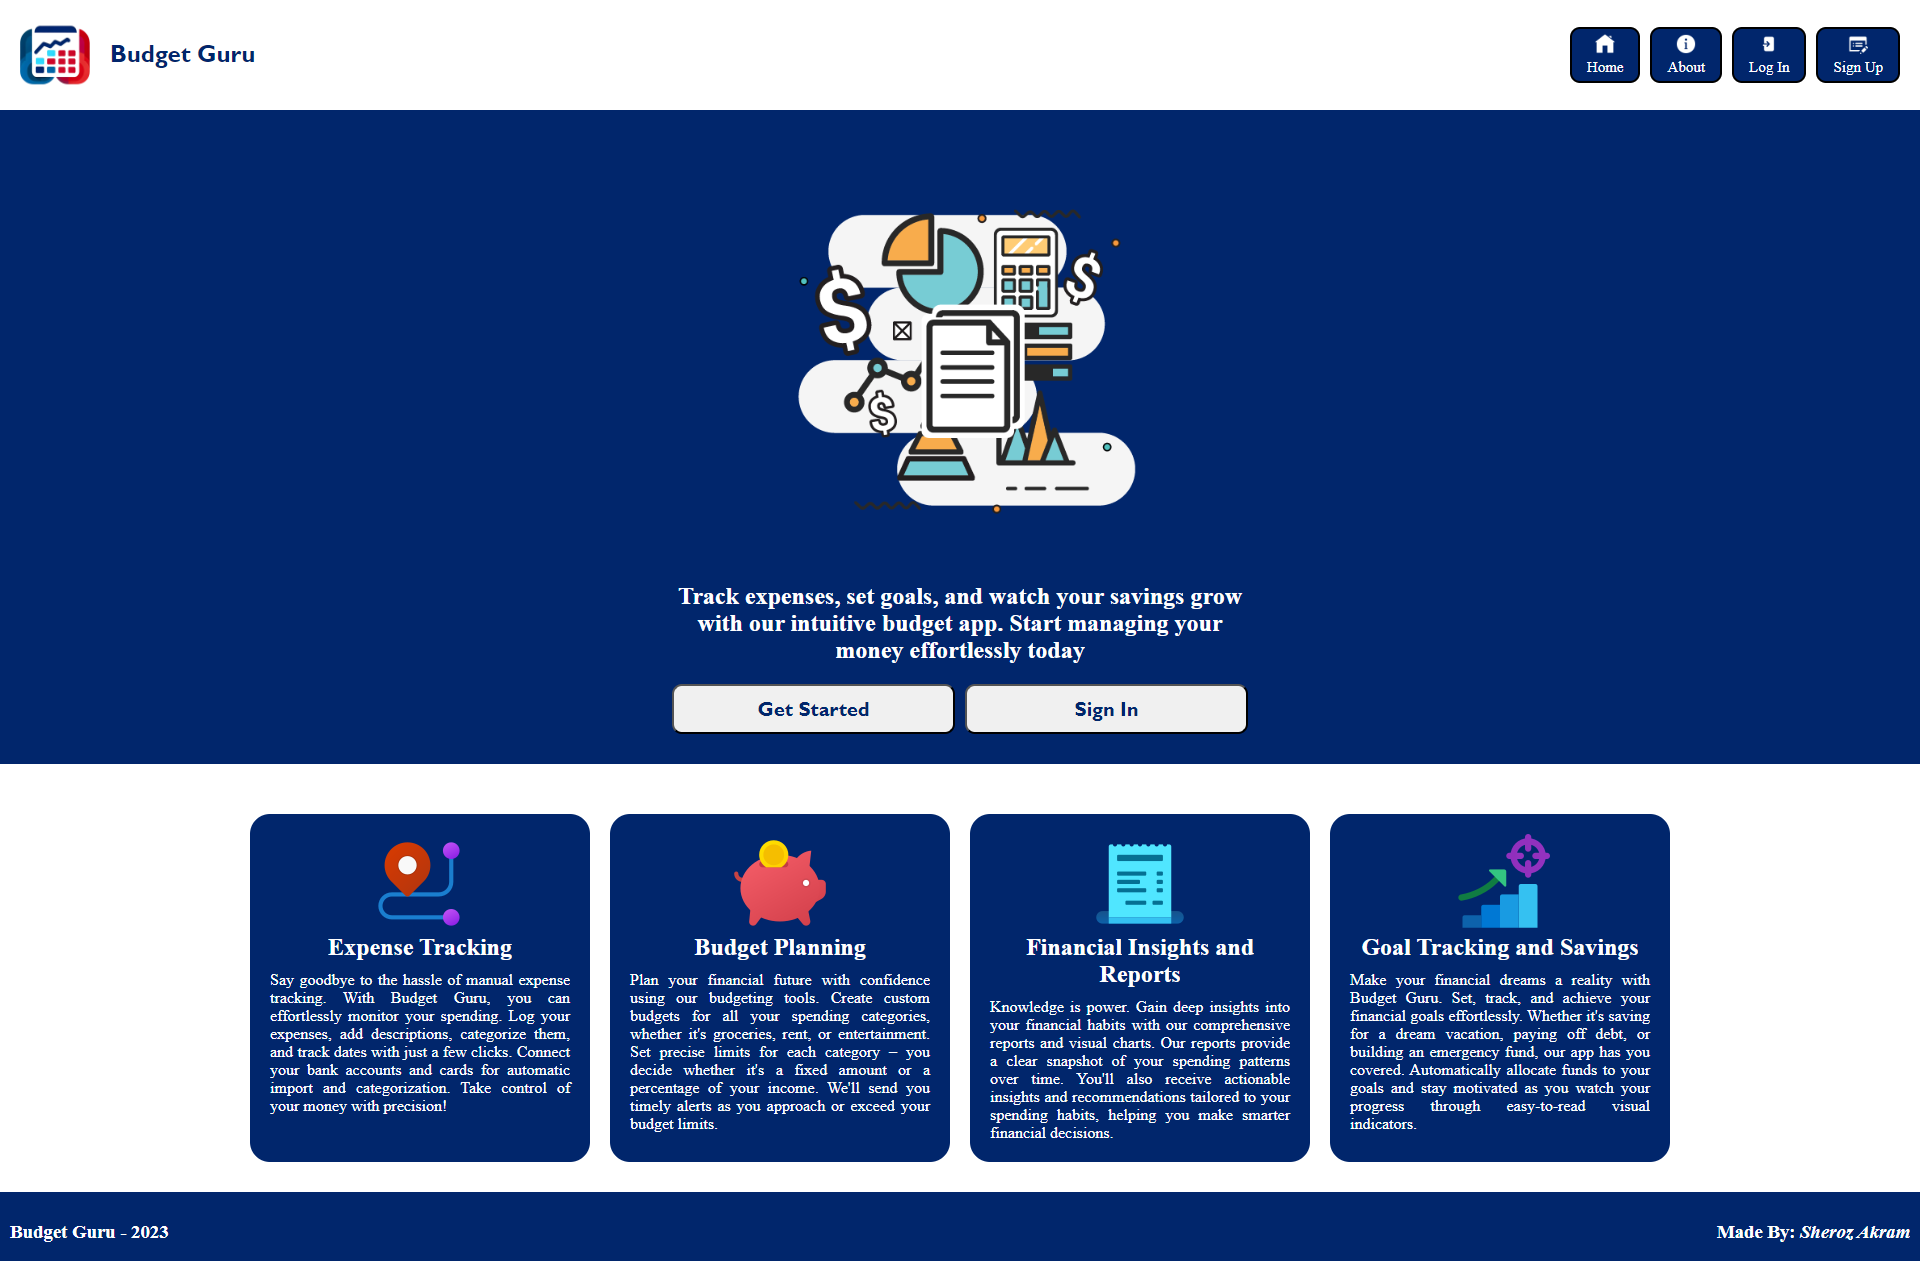 Budget Guru
Home
About
Log In
Sign Up
Track expenses, set goals, and watch your savings grow
with our intuitive budget app. Start managing your
money effortlessly today
Get Started
Sign In
Expense Tracking
Say goodbye to the hassle of manual expense
tracking. With Budget Guru, you can
effortlessly monitor your spending. Log your
expenses, add descriptions, categorize them,
and track dates with just a few clicks. Connect
your bank accounts and cards for automatic
import and categorization. Take control of
your money with precision!
Budget Planning
Plan your financial future with confidence
using our budgeting tools. Create custom
budgets for all your spending categories,
whether it's groceries, rent, or entertainment.
Set precise limits for each category – you
decide whether it's a fixed amount or a
percentage of your income. We'll send you
timely alerts as you approach or exceed your
budget limits.
Financial Insights and
Reports
Knowledge is power. Gain deep insights into
your financial habits with our comprehensive
reports and visual charts. Our reports provide
a clear snapshot of your spending patterns
over time. You'll also receive actionable
insights and recommendations tailored to your
spending habits, helping you make smarter
financial decisions.
Goal Tracking and Savings
Make your financial dreams a reality with
Budget Guru. Set, track, and achieve your
financial goals effortlessly. Whether it's saving
for a dream vacation, paying off debt, or
building an emergency fund, our app has you
covered. Automatically allocate funds to your
goals and stay motivated as you watch your
progress through easy-to-read visual
indicators.
Budget Guru - 2023
Made By: Sheroz Akram